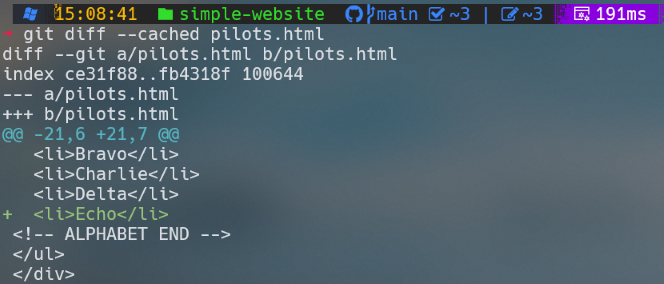 15:08:41 simple-website main ~3 | ~3 191ms
git diff --cached pilots.html
diff --git a/pilots.html b/pilots.html
index ce31f88..fb4318f 100644
--- a/pilots.html
+++ b/pilots.html
@@ -21,6 +21,7 @@
   <li>Bravo</li>
   <li>Charlie</li>
   <li>Delta</li>
+  <li>Echo</li>
 <!-- ALPHABET END -->
 </ul>
 </div>